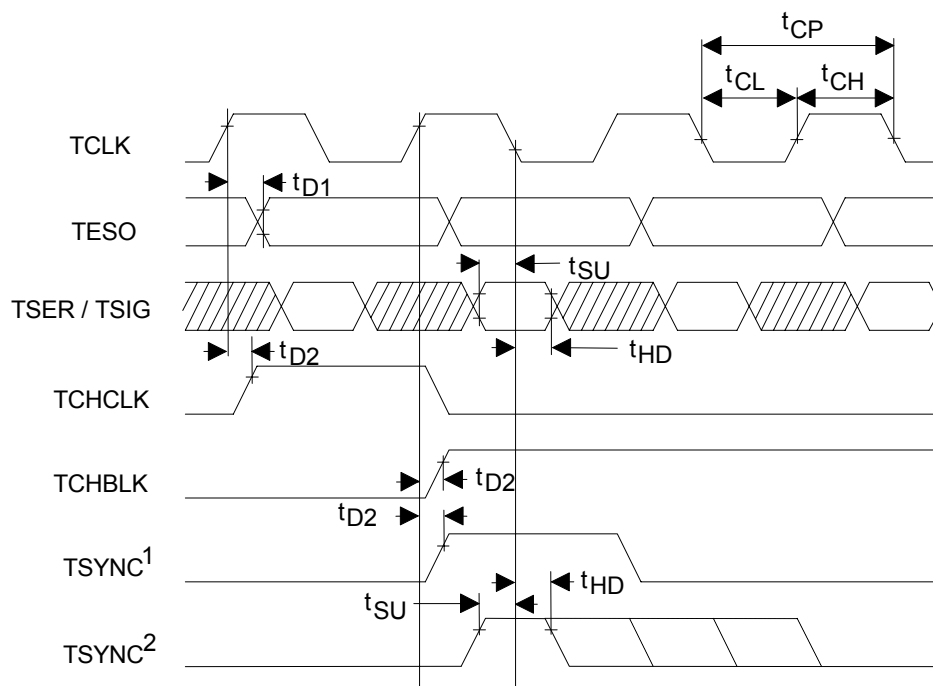 tCP
tCL tCH
TCLK
tD1
TESO
tSU
TSER / TSIG
tHD
tD2
TCHCLK
TCHBLK
tD2
tD2
TSYNC1
tHD
tSU
TSYNC2